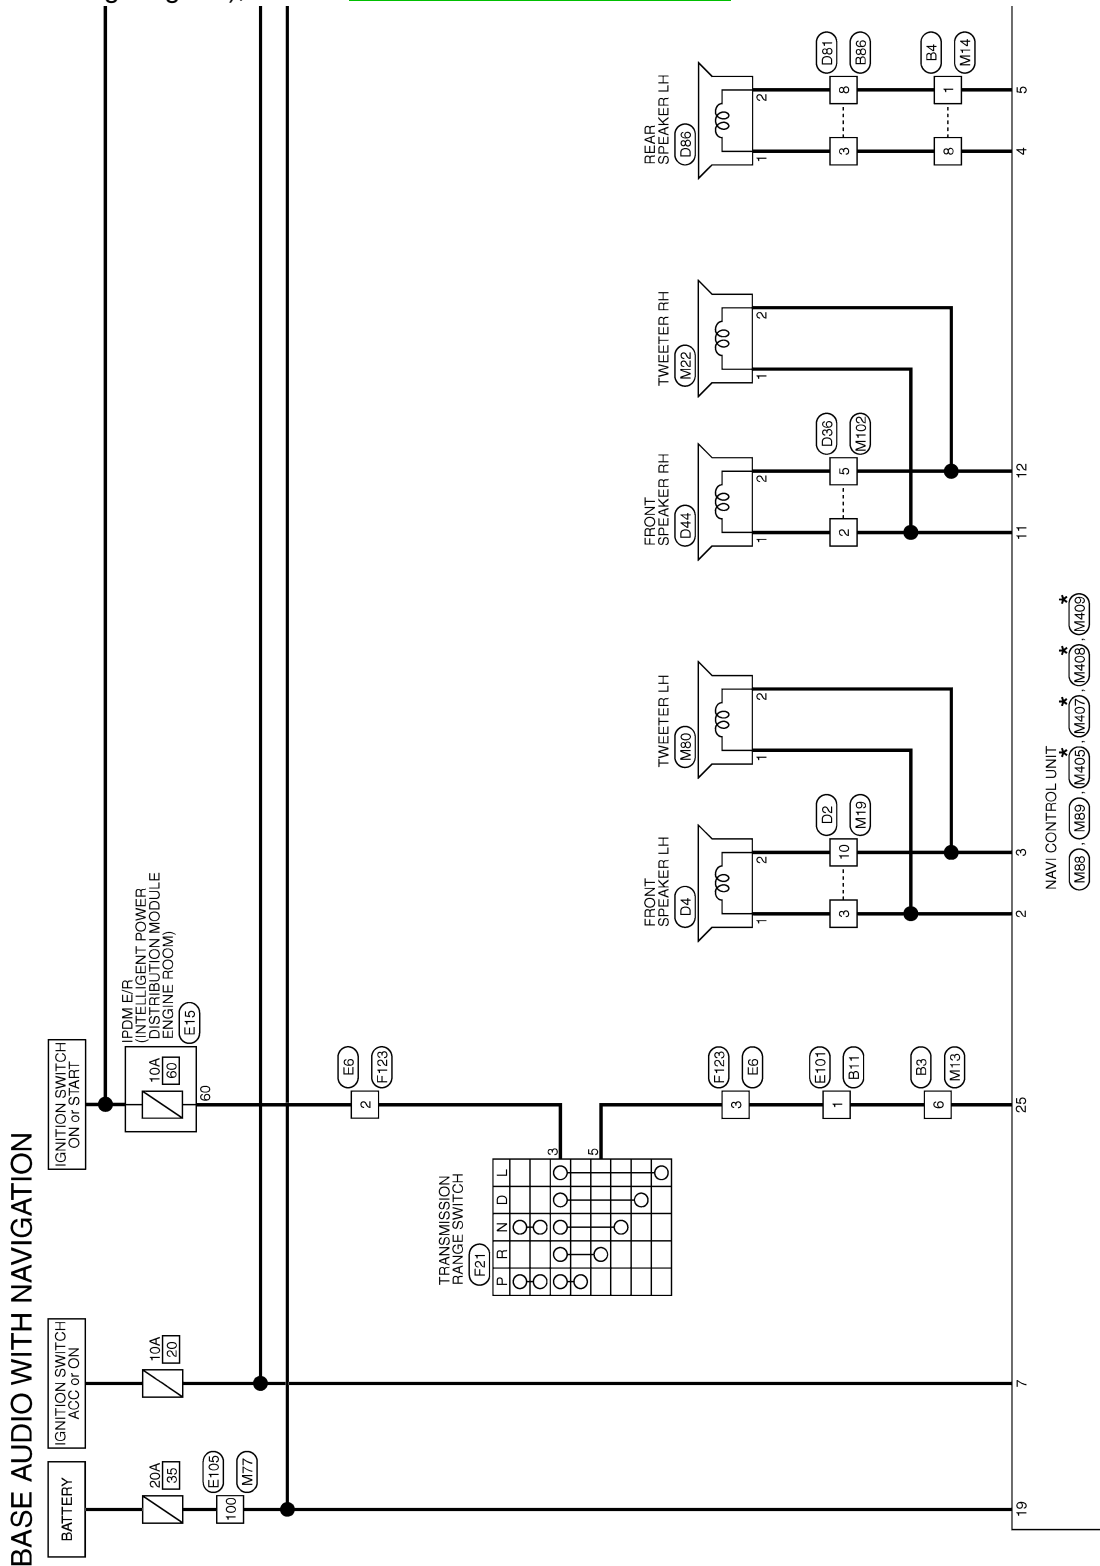 BASE AUDIO WITH NAVIGATION
BATTERY
20A
35
100
E105
M77
19
IGNITION SWITCH
ACC or ON
10A
20
7
IGNITION SWITCH
ON or START
IPDM E/R
(INTELLIGENT POWER
DISTRIBUTION MODULE
ENGINE ROOM)
E15
10A
60
60
2
E6
F123
TRANSMISSION
RANGE SWITCH
F21
P R N D L
3
5
3
F123
E6
1
E101
B11
6
B3
M13
25
FRONT
SPEAKER LH
D4
1
2
3
10
D2
M19
2
3
TWEETER LH
M80
1
2
FRONT
SPEAKER RH
D44
1
2
2
5
D36
M102
11
12
TWEETER RH
M22
1
2
REAR
SPEAKER LH
D86
1
2
3
8
D81
B86
8
1
B4
M14
4
5
NAVI CONTROL UNIT
M88 , M89 , M405* , M407* , M408* , M409*